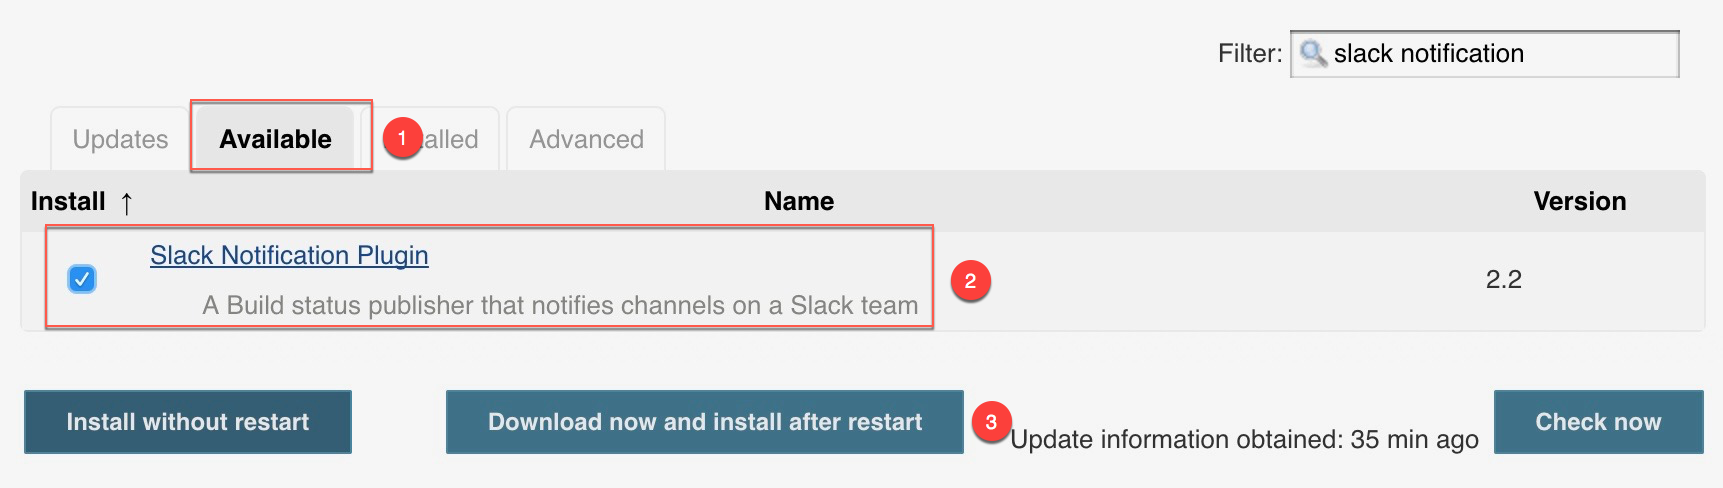 Filter: slack notification
Updates Available 1 alled Advanced
Install ↑ Name Version
Slack Notification Plugin
A Build status publisher that notifies channels on a Slack team
2 2.2
Install without restart Download now and install after restart 3 Update information obtained: 35 min ago Check now